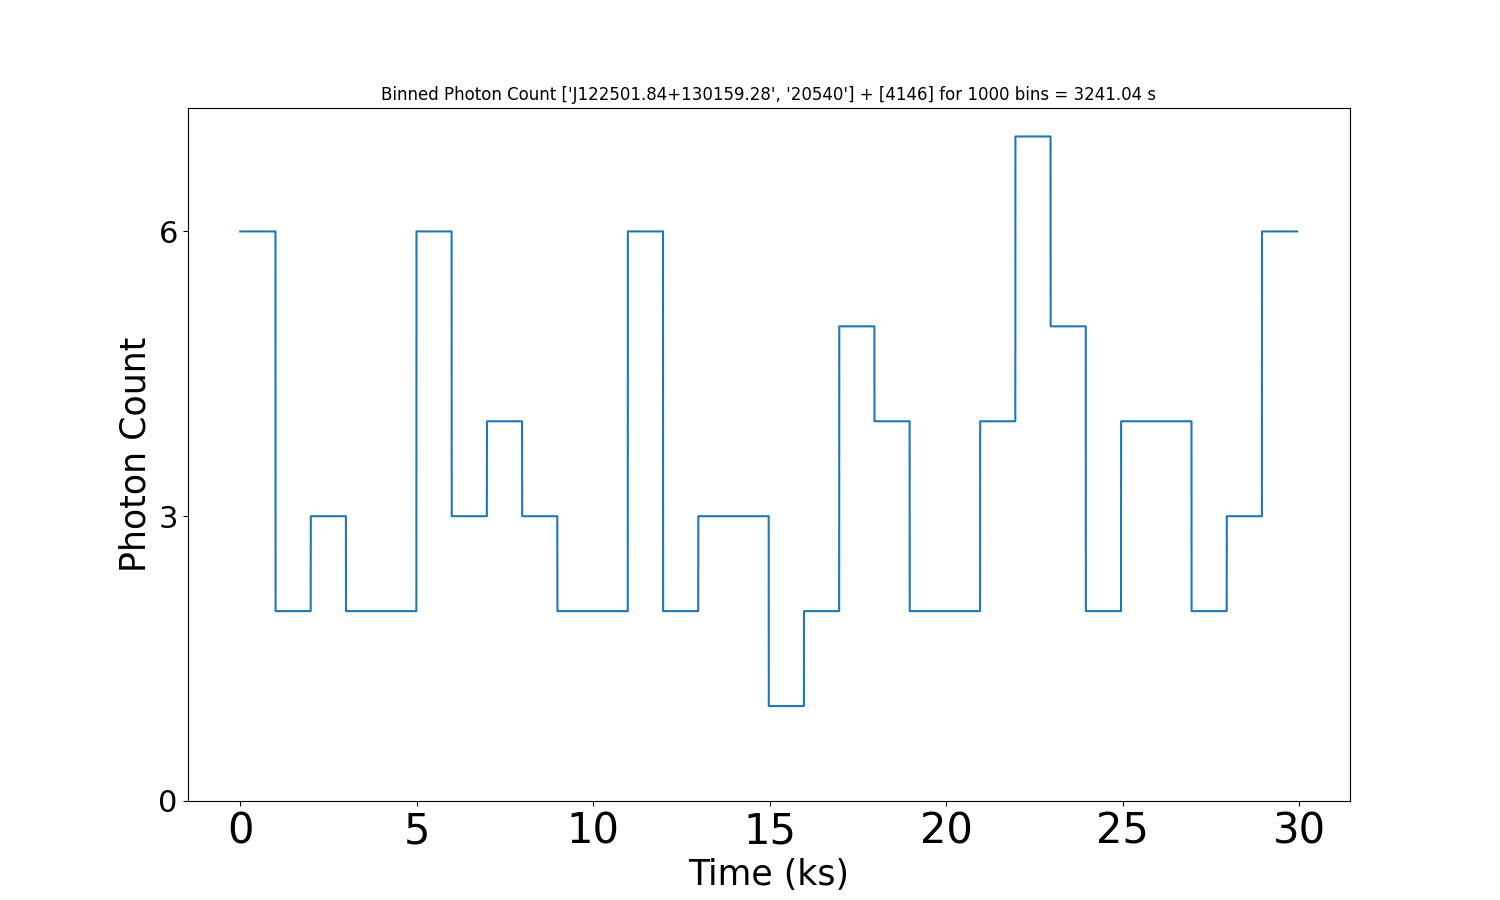 Binned Photon Count ['J122501.84+130159.28', '20540'] + [4146] for 1000 bins = 3241.04 s
Photon Count
6
3
0
0 5 10 15 20 25 30
Time (ks)